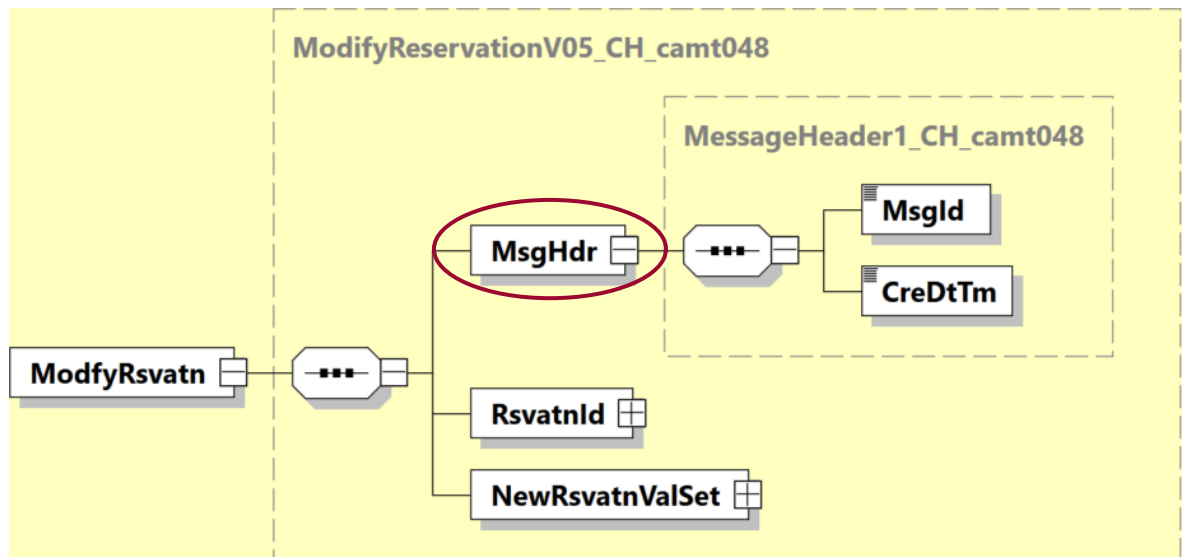 ModifyReservationV05_CH_camt048
MessageHeader1_CH_camt048
MsgId
MsgHdr
CreDtTm
ModfyRsvatn
RsvatnId
NewRsvatnValSet